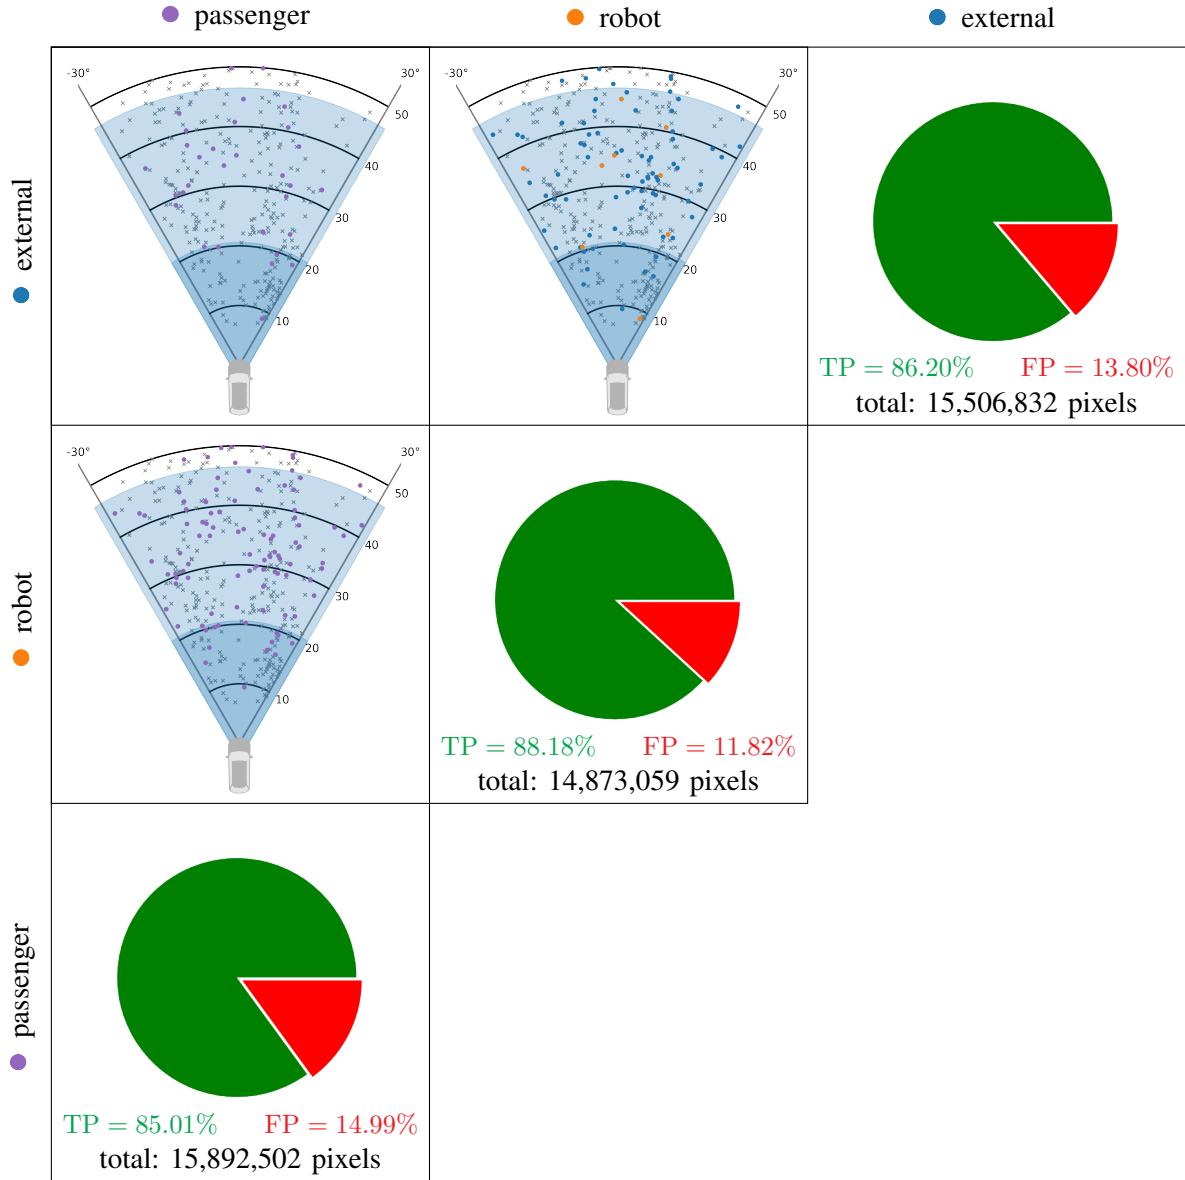 passenger
robot
external
external
-30°
30°
50
40
30
20
10
-30°
30°
50
40
30
20
10
TP = 86.20%
FP = 13.80%
total: 15,506,832 pixels
robot
-30°
30°
50
40
30
20
10
TP = 88.18%
FP = 11.82%
total: 14,873,059 pixels
passenger
TP = 85.01%
FP = 14.99%
total: 15,892,502 pixels